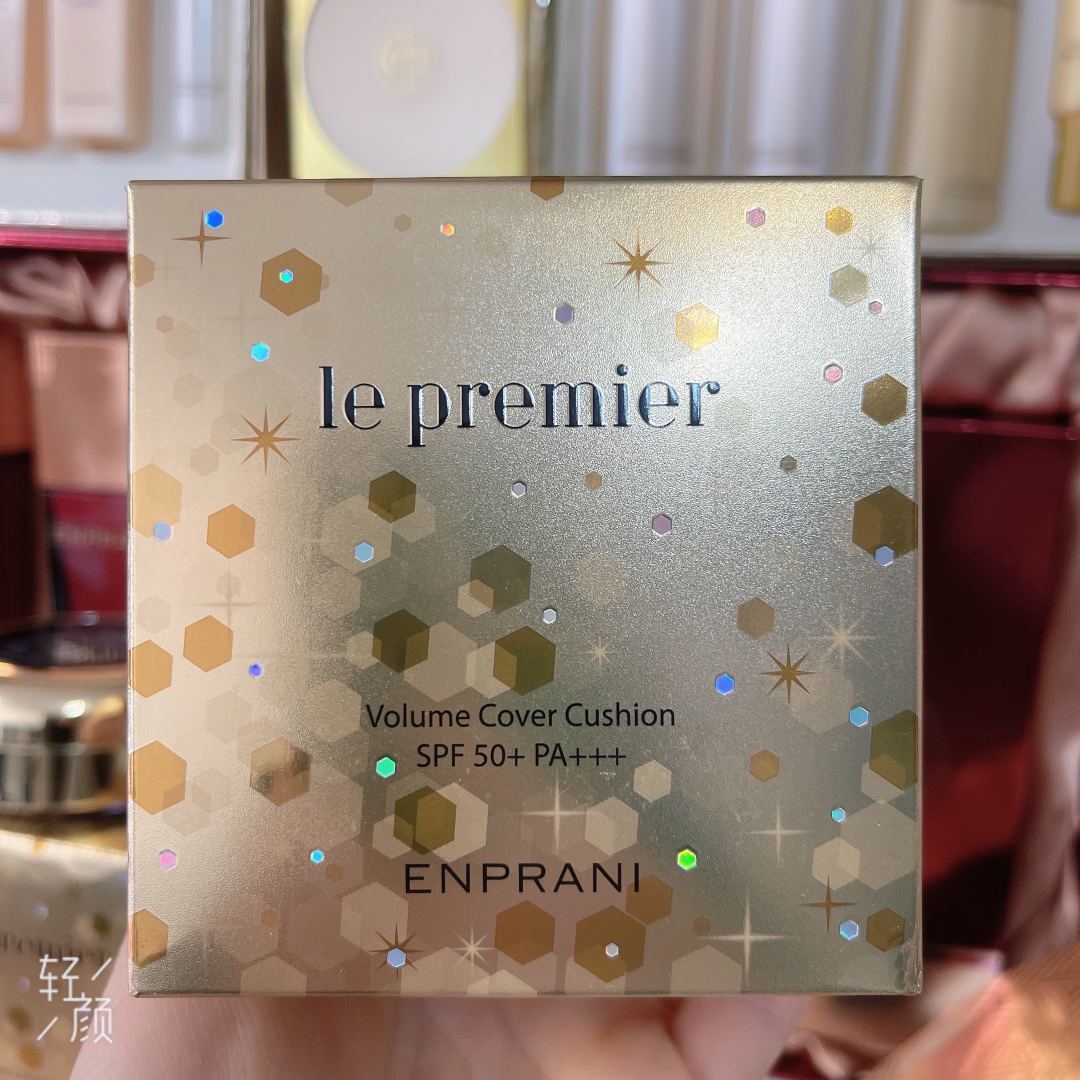 le premier
Volume Cover Cushion
SPF 50+ PA+++
ENPRANI
轻
颜